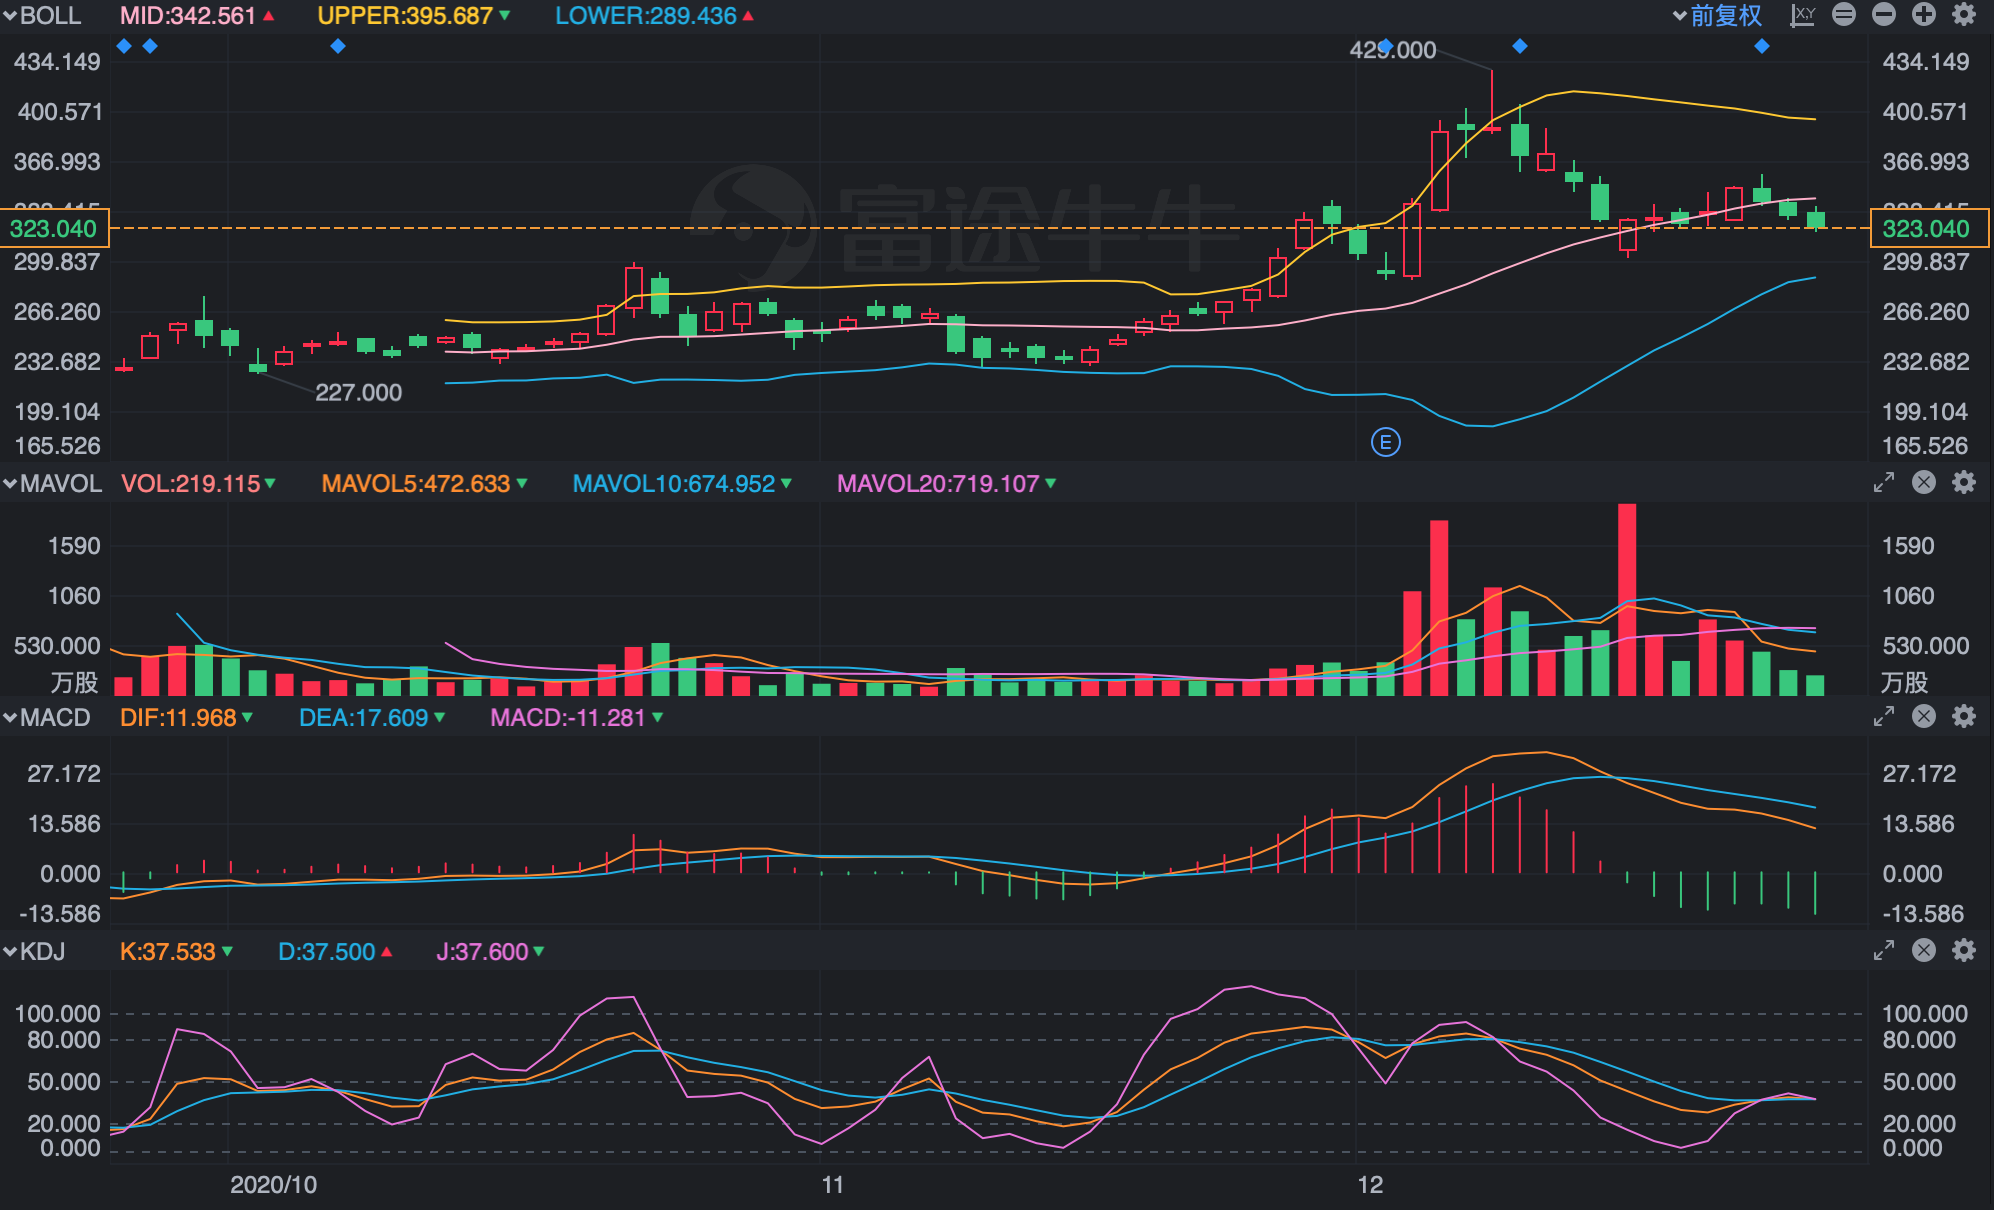 BOLL MID:342.561 UPPER:395.687 LOWER:289.436 前复权 X,Y
434.149 429.000 434.149
400.571 400.571
366.993 366.993
323.040 323.040
299.837 299.837
266.260 266.260
232.682 232.682
227.000
199.104 199.104
165.526 E 165.526
富途牛牛
MAVOL VOL:219.115 MAVOL5:472.633 MAVOL10:674.952 MAVOL20:719.107
1590 1590
1060 1060
530.000 530.000
万股 万股
MACD DIF:11.968 DEA:17.609 MACD:-11.281
27.172 27.172
13.586 13.586
0.000 0.000
-13.586 -13.586
KDJ K:37.533 D:37.500 J:37.600
100.000 100.000
80.000 80.000
50.000 50.000
20.000 20.000
0.000 0.000
2020/10 11 12